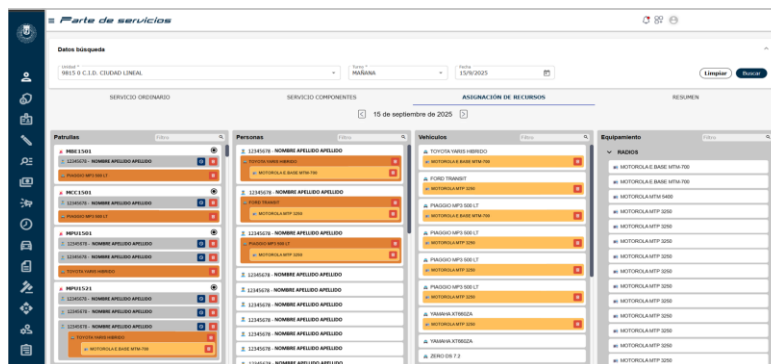 Parte de servicios
Datos búsqueda
Unidad *
9815 0 C.I.D. CIUDAD LINEAL
Turno *
MAÑANA
Fecha
15/9/2025
Limpiar
Buscar
SERVICIO ORDINARIO
SERVICIO COMPONENTES
ASIGNACIÓN DE RECURSOS
RESUMEN
15 de septiembre de 2025
Patrullas
Filtro
MBE1501
12345678 - NOMBRE APELLIDO APELLIDO
PIAGGIO MP3 500 LT
MCC1501
12345678 - NOMBRE APELLIDO APELLIDO
PIAGGIO MP3 500 LT
MPU1501
12345678 - NOMBRE APELLIDO APELLIDO
12345678 - NOMBRE APELLIDO APELLIDO
TOYOTA YARIS HIBRIDO
MPU1521
12345678 - NOMBRE APELLIDO APELLIDO
12345678 - NOMBRE APELLIDO APELLIDO
12345678 - NOMBRE APELLIDO APELLIDO
TOYOTA YARIS HIBRIDO
MOTOROLA E.BASE MTM-700
Personas
Filtro
12345678 - NOMBRE APELLIDO APELLIDO
TOYOTA YARIS HIBRIDO
MOTOROLA E.BASE MTM-700
12345678 - NOMBRE APELLIDO APELLIDO
FORD TRANSIT
MOTOROLA MTP 3250
12345678 - NOMBRE APELLIDO APELLIDO
PIAGGIO MP3 500 LT
MOTOROLA MTP 3250
12345678 - NOMBRE APELLIDO APELLIDO
12345678 - NOMBRE APELLIDO APELLIDO
12345678 - NOMBRE APELLIDO APELLIDO
12345678 - NOMBRE APELLIDO APELLIDO
12345678 - NOMBRE APELLIDO APELLIDO
12345678 - NOMBRE APELLIDO APELLIDO
12345678 - NOMBRE APELLIDO APELLIDO
Vehículos
Filtro
TOYOTA YARIS HIBRIDO
MOTOROLA E.BASE MTM-700
FORD TRANSIT
MOTOROLA MTP 3250
PIAGGIO MP3 500 LT
MOTOROLA E.BASE MTM-700
PIAGGIO MP3 500 LT
MOTOROLA MTP 3250
PIAGGIO MP3 500 LT
MOTOROLA MTP 3250
PIAGGIO MP3 500 LT
MOTOROLA MTP 3250
YAMAHA XT660ZA
MOTOROLA MTP 3250
YAMAHA XT660ZA
ZERO DS 7.2
Equipamiento
Filtro
RADIOS
MOTOROLA E.BASE MTM-700
MOTOROLA E.BASE MTM-700
MOTOROLA MTM 5400
MOTOROLA MTP 3250
MOTOROLA MTP 3250
MOTOROLA MTP 3250
MOTOROLA MTP 3250
MOTOROLA MTP 3250
MOTOROLA MTP 3250
MOTOROLA MTP 3250
MOTOROLA MTP 3250
MOTOROLA MTP 3250
MOTOROLA MTP 3250
MOTOROLA MTP 3250